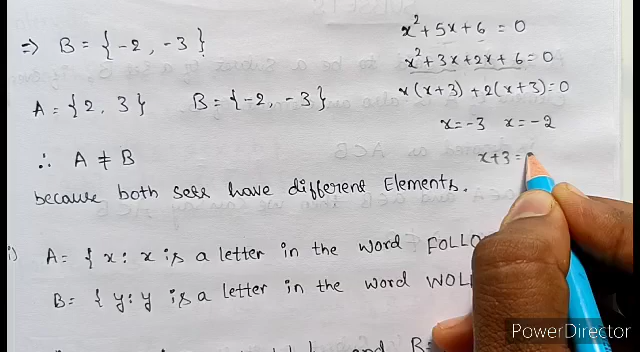 ⇒ B = {-2, -3}
x² + 5x + 6 = 0
x² + 3x + 2x + 6 = 0
A = {2, 3} B = {-2, -3}
x(x+3) + 2(x+3) = 0
x = -3 x = -2
∴ A ≠ B
x+3 =
because both sets have different Elements.
i) A = {x : x is a letter in the word FOLLO
B = {y : y is a letter in the word WOL
and B =
PowerDirector